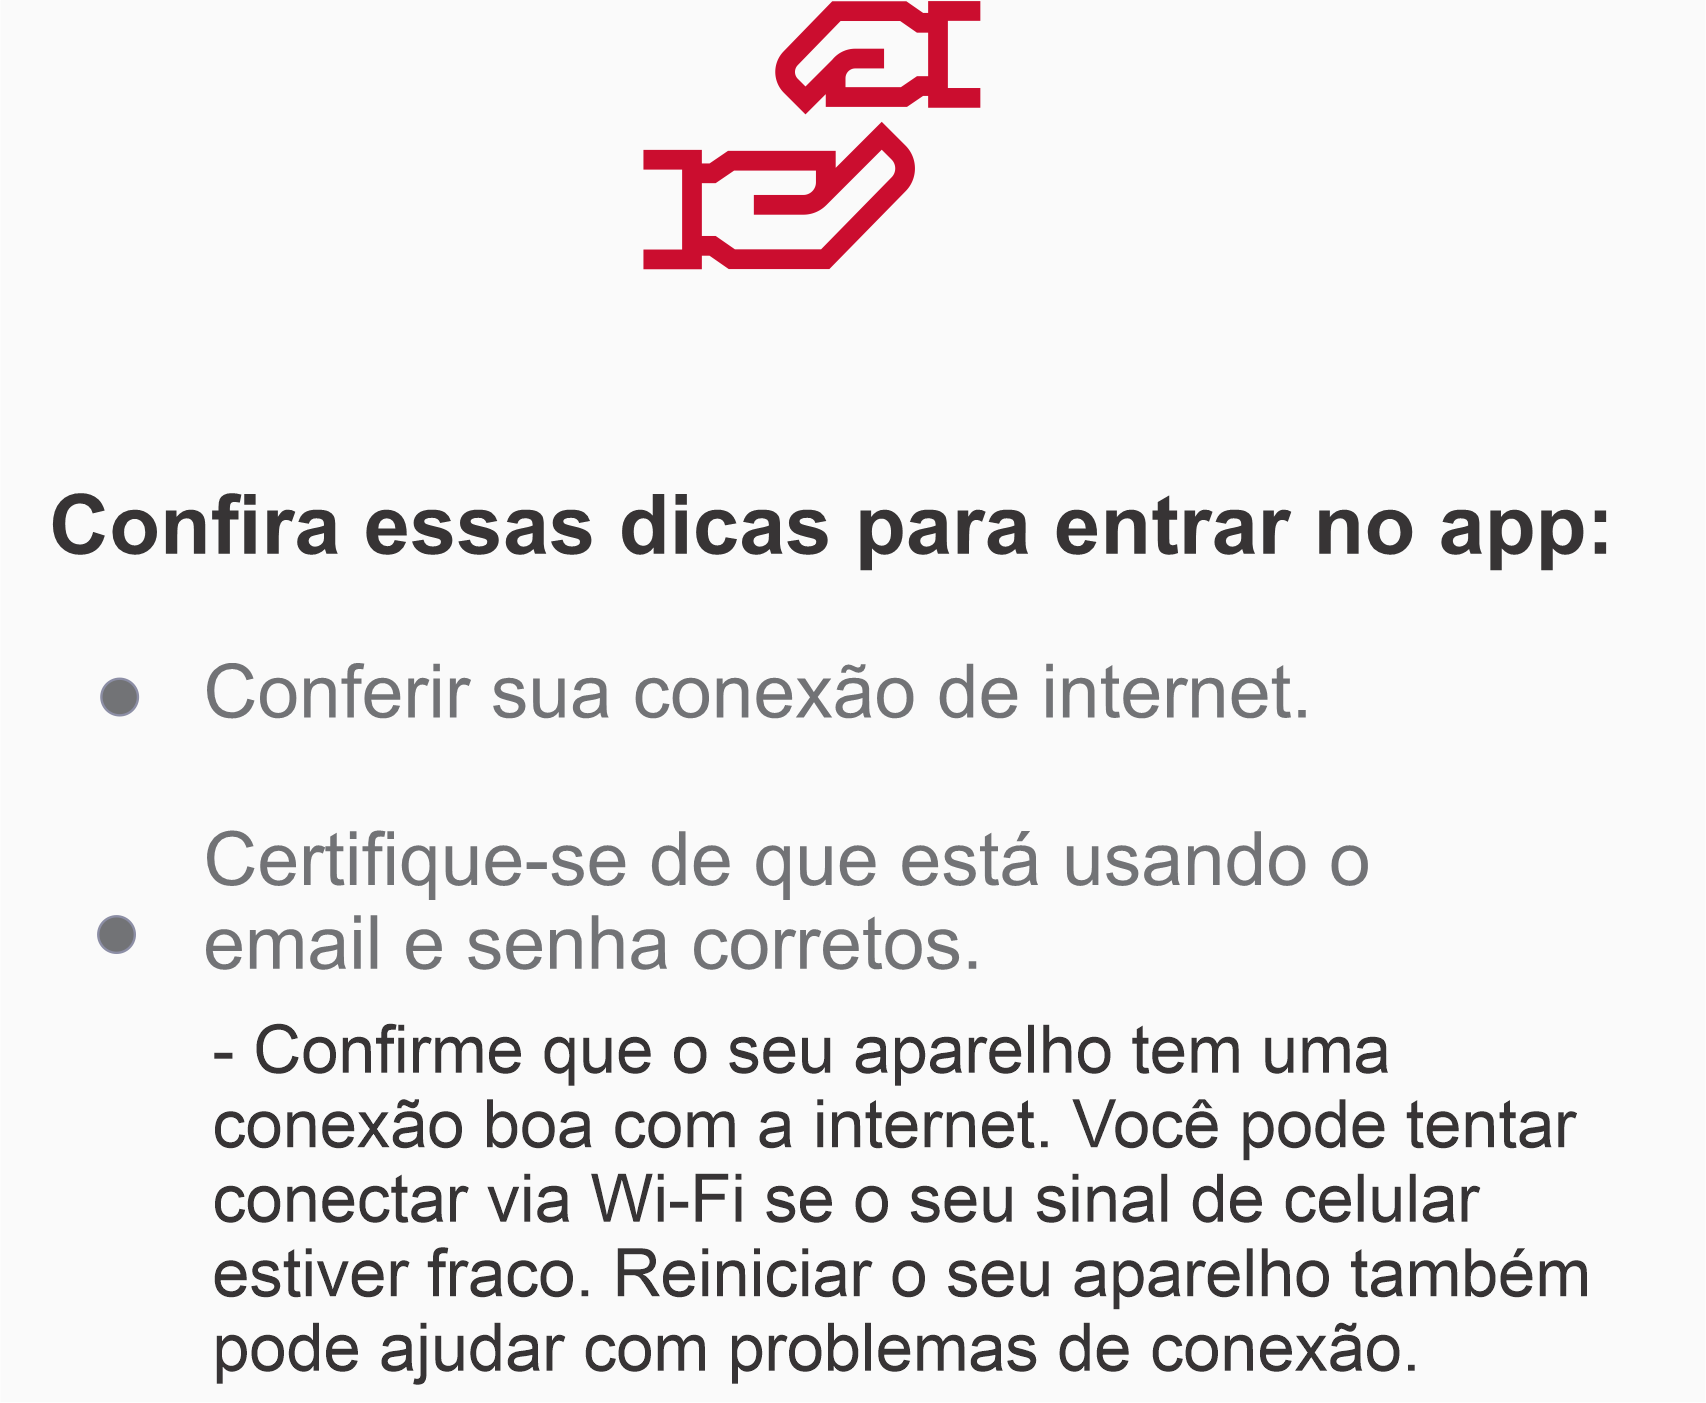 Confira essas dicas para entrar no app:
Conferir sua conexão de internet.
Certifique-se de que está usando o
email e senha corretos.
- Confirme que o seu aparelho tem uma
conexão boa com a internet. Você pode tentar
conectar via Wi-Fi se o seu sinal de celular
estiver fraco. Reiniciar o seu aparelho também
pode ajudar com problemas de conexão.